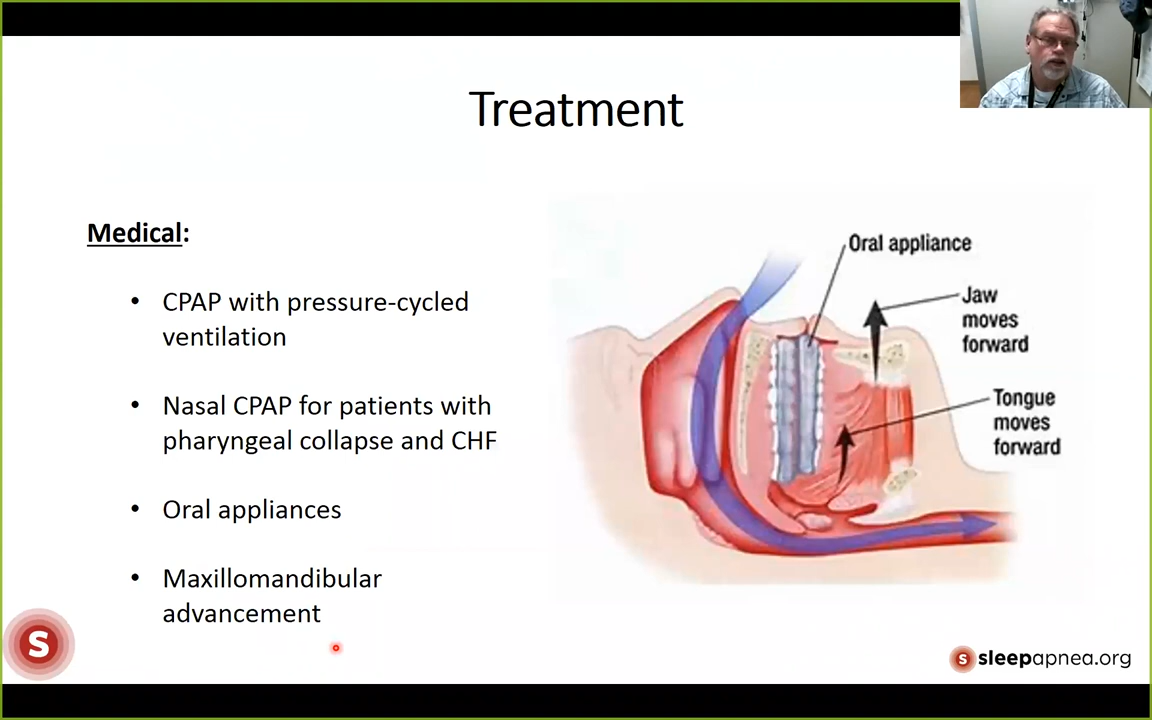 Treatment
Medical:
• CPAP with pressure-cycled
ventilation
• Nasal CPAP for patients with
pharyngeal collapse and CHF
• Oral appliances
• Maxillomandibular
advancement
Oral appliance
Jaw
moves
forward
Tongue
moves
forward
S
S sleepapnea.org